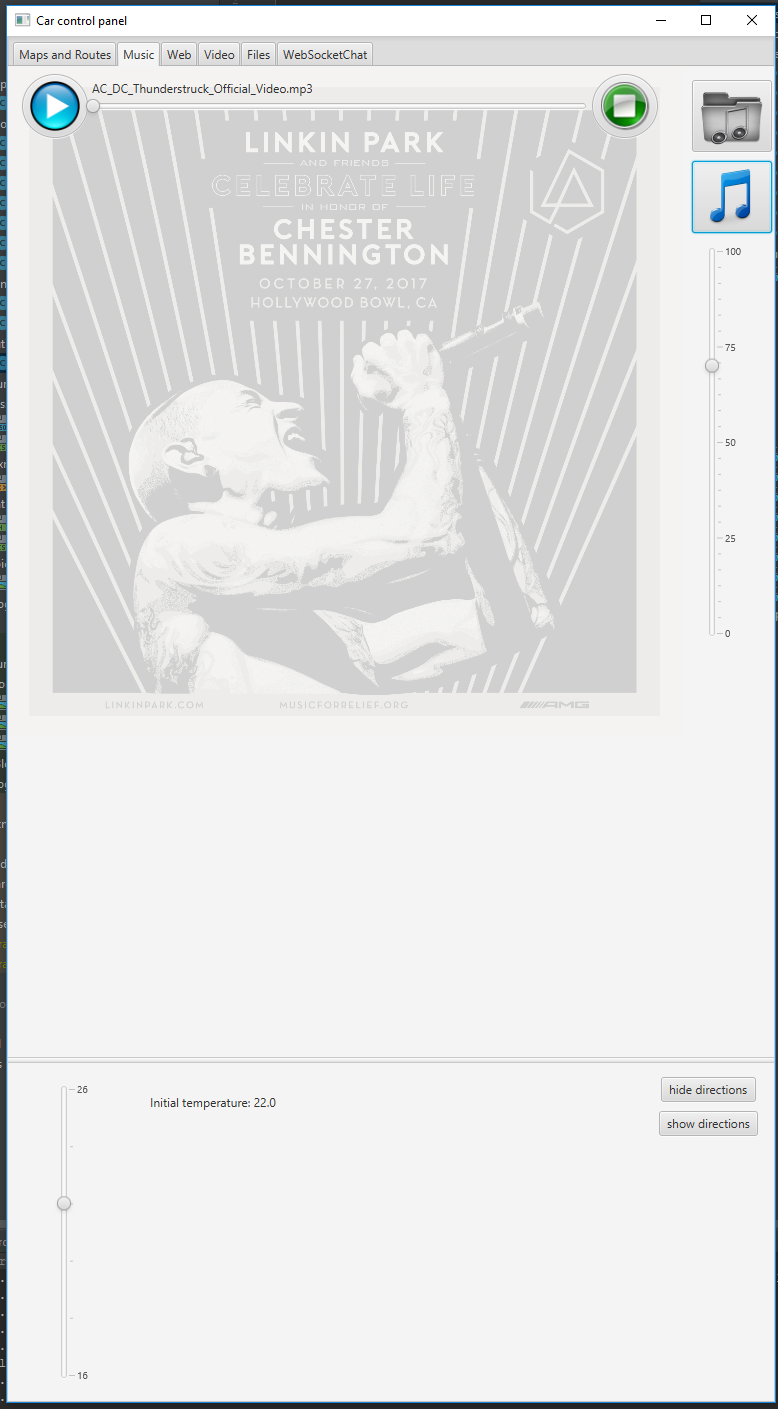 Car control panel
Maps and Routes
Music
Web
Video
Files
WebSocketChat
AC_DC_Thunderstruck_Official_Video.mp3
LINKIN PARK
AND FRIENDS
CELEBRATE LIFE
IN HONOR OF
CHESTER
BENNINGTON
OCTOBER 27, 2017
HOLLYWOOD BOWL, CA
LINKINPARK.COM
MUSICFORRELIEF.ORG
AMG
100
75
50
25
0
26
16
Initial temperature: 22.0
hide directions
show directions